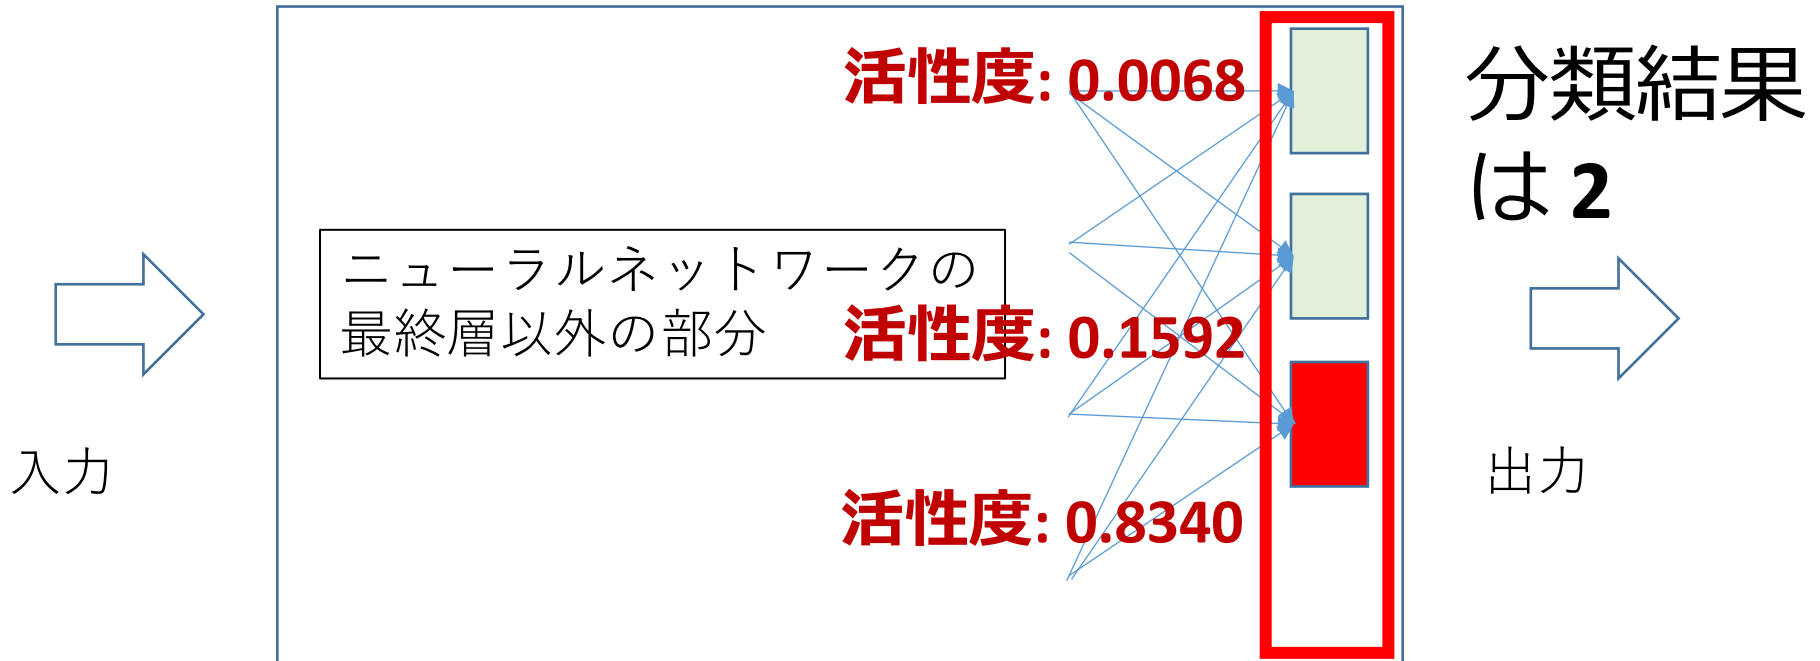 活性度: 0.0068
分類結果
は 2
ニューラルネットワークの
最終層以外の部分
活性度: 0.1592
入力
出力
活性度: 0.8340